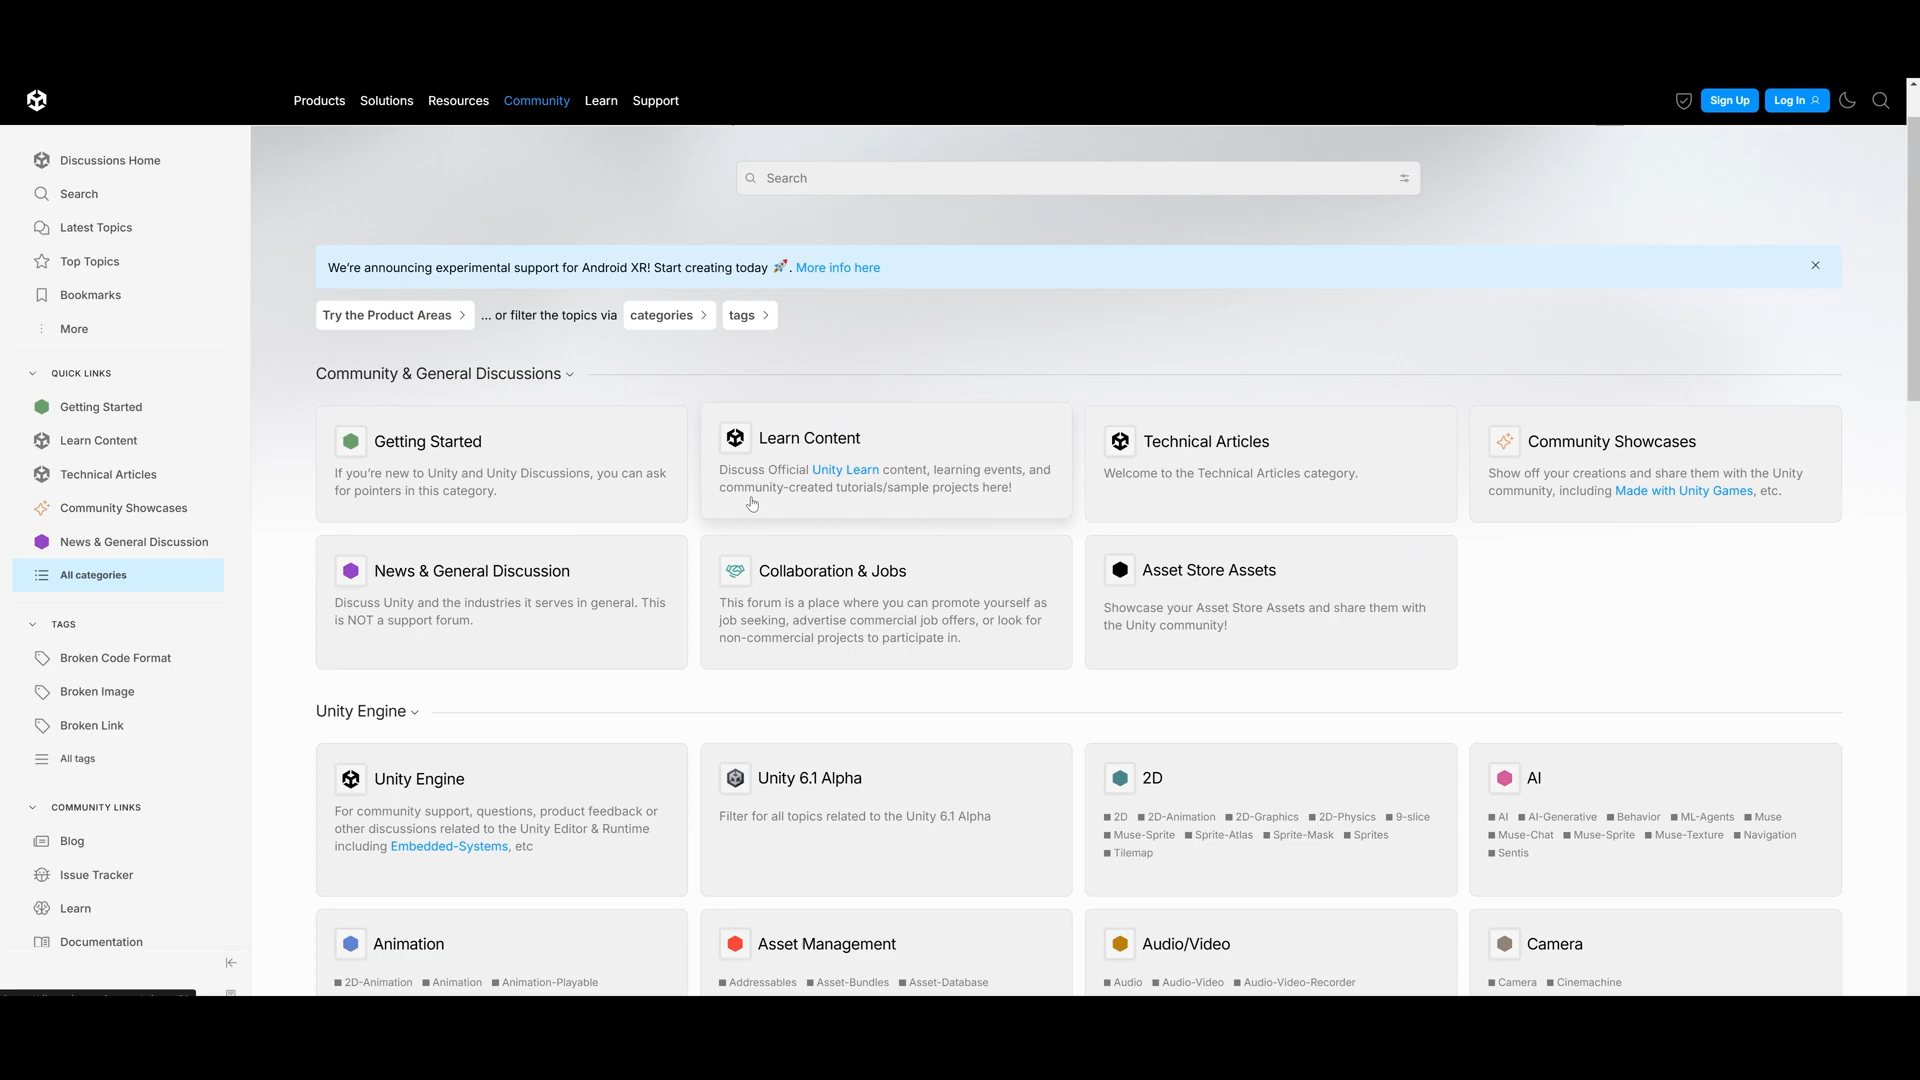 Products Solutions Resources Community Learn Support
Sign Up
Log In
Discussions Home
Search
Latest Topics
Top Topics
Bookmarks
More
QUICK LINKS
Getting Started
Learn Content
Technical Articles
Community Showcases
News & General Discussion
All categories
TAGS
Broken Code Format
Broken Image
Broken Link
All tags
COMMUNITY LINKS
Blog
Issue Tracker
Learn
Documentation
Search
We're announcing experimental support for Android XR! Start creating today 🚀. More info here
Try the Product Areas > ... or filter the topics via categories > tags >
Community & General Discussions
Getting Started
If you're new to Unity and Unity Discussions, you can ask
for pointers in this category.
Learn Content
Discuss Official Unity Learn content, learning events, and
community-created tutorials/sample projects here!
Technical Articles
Welcome to the Technical Articles category.
Community Showcases
Show off your creations and share them with the Unity
community, including Made with Unity Games, etc.
News & General Discussion
Discuss Unity and the industries it serves in general. This
is NOT a support forum.
Collaboration & Jobs
This forum is a place where you can promote yourself as
job seeking, advertise commercial job offers, or look for
non-commercial projects to participate in.
Asset Store Assets
Showcase your Asset Store Assets and share them with
the Unity community!
Unity Engine
Unity Engine
For community support, questions, product feedback or
other discussions related to the Unity Editor & Runtime
including Embedded-Systems, etc
Unity 6.1 Alpha
Filter for all topics related to the Unity 6.1 Alpha
2D
2D 2D-Animation 2D-Graphics 2D-Physics 9-slice
Muse-Sprite Sprite-Atlas Sprite-Mask Sprites
Tilemap
AI
AI AI-Generative Behavior ML-Agents Muse
Muse-Chat Muse-Sprite Muse-Texture Navigation
Sentis
Animation
2D-Animation Animation Animation-Playable
Asset Management
Addressables Asset-Bundles Asset-Database
Audio/Video
Audio Audio-Video Audio-Video-Recorder
Camera
Camera Cinemachine